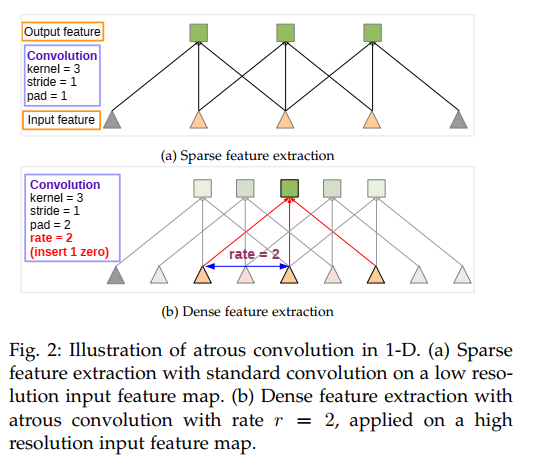 Output feature
Convolution
kernel = 3
stride = 1
pad = 1
Input feature
(a) Sparse feature extraction
Convolution
kernel = 3
stride = 1
pad = 2
rate = 2
(insert 1 zero)
rate = 2
(b) Dense feature extraction
Fig. 2: Illustration of atrous convolution in 1-D. (a) Sparse
feature extraction with standard convolution on a low reso-
lution input feature map. (b) Dense feature extraction with
atrous convolution with rate r = 2, applied on a high
resolution input feature map.